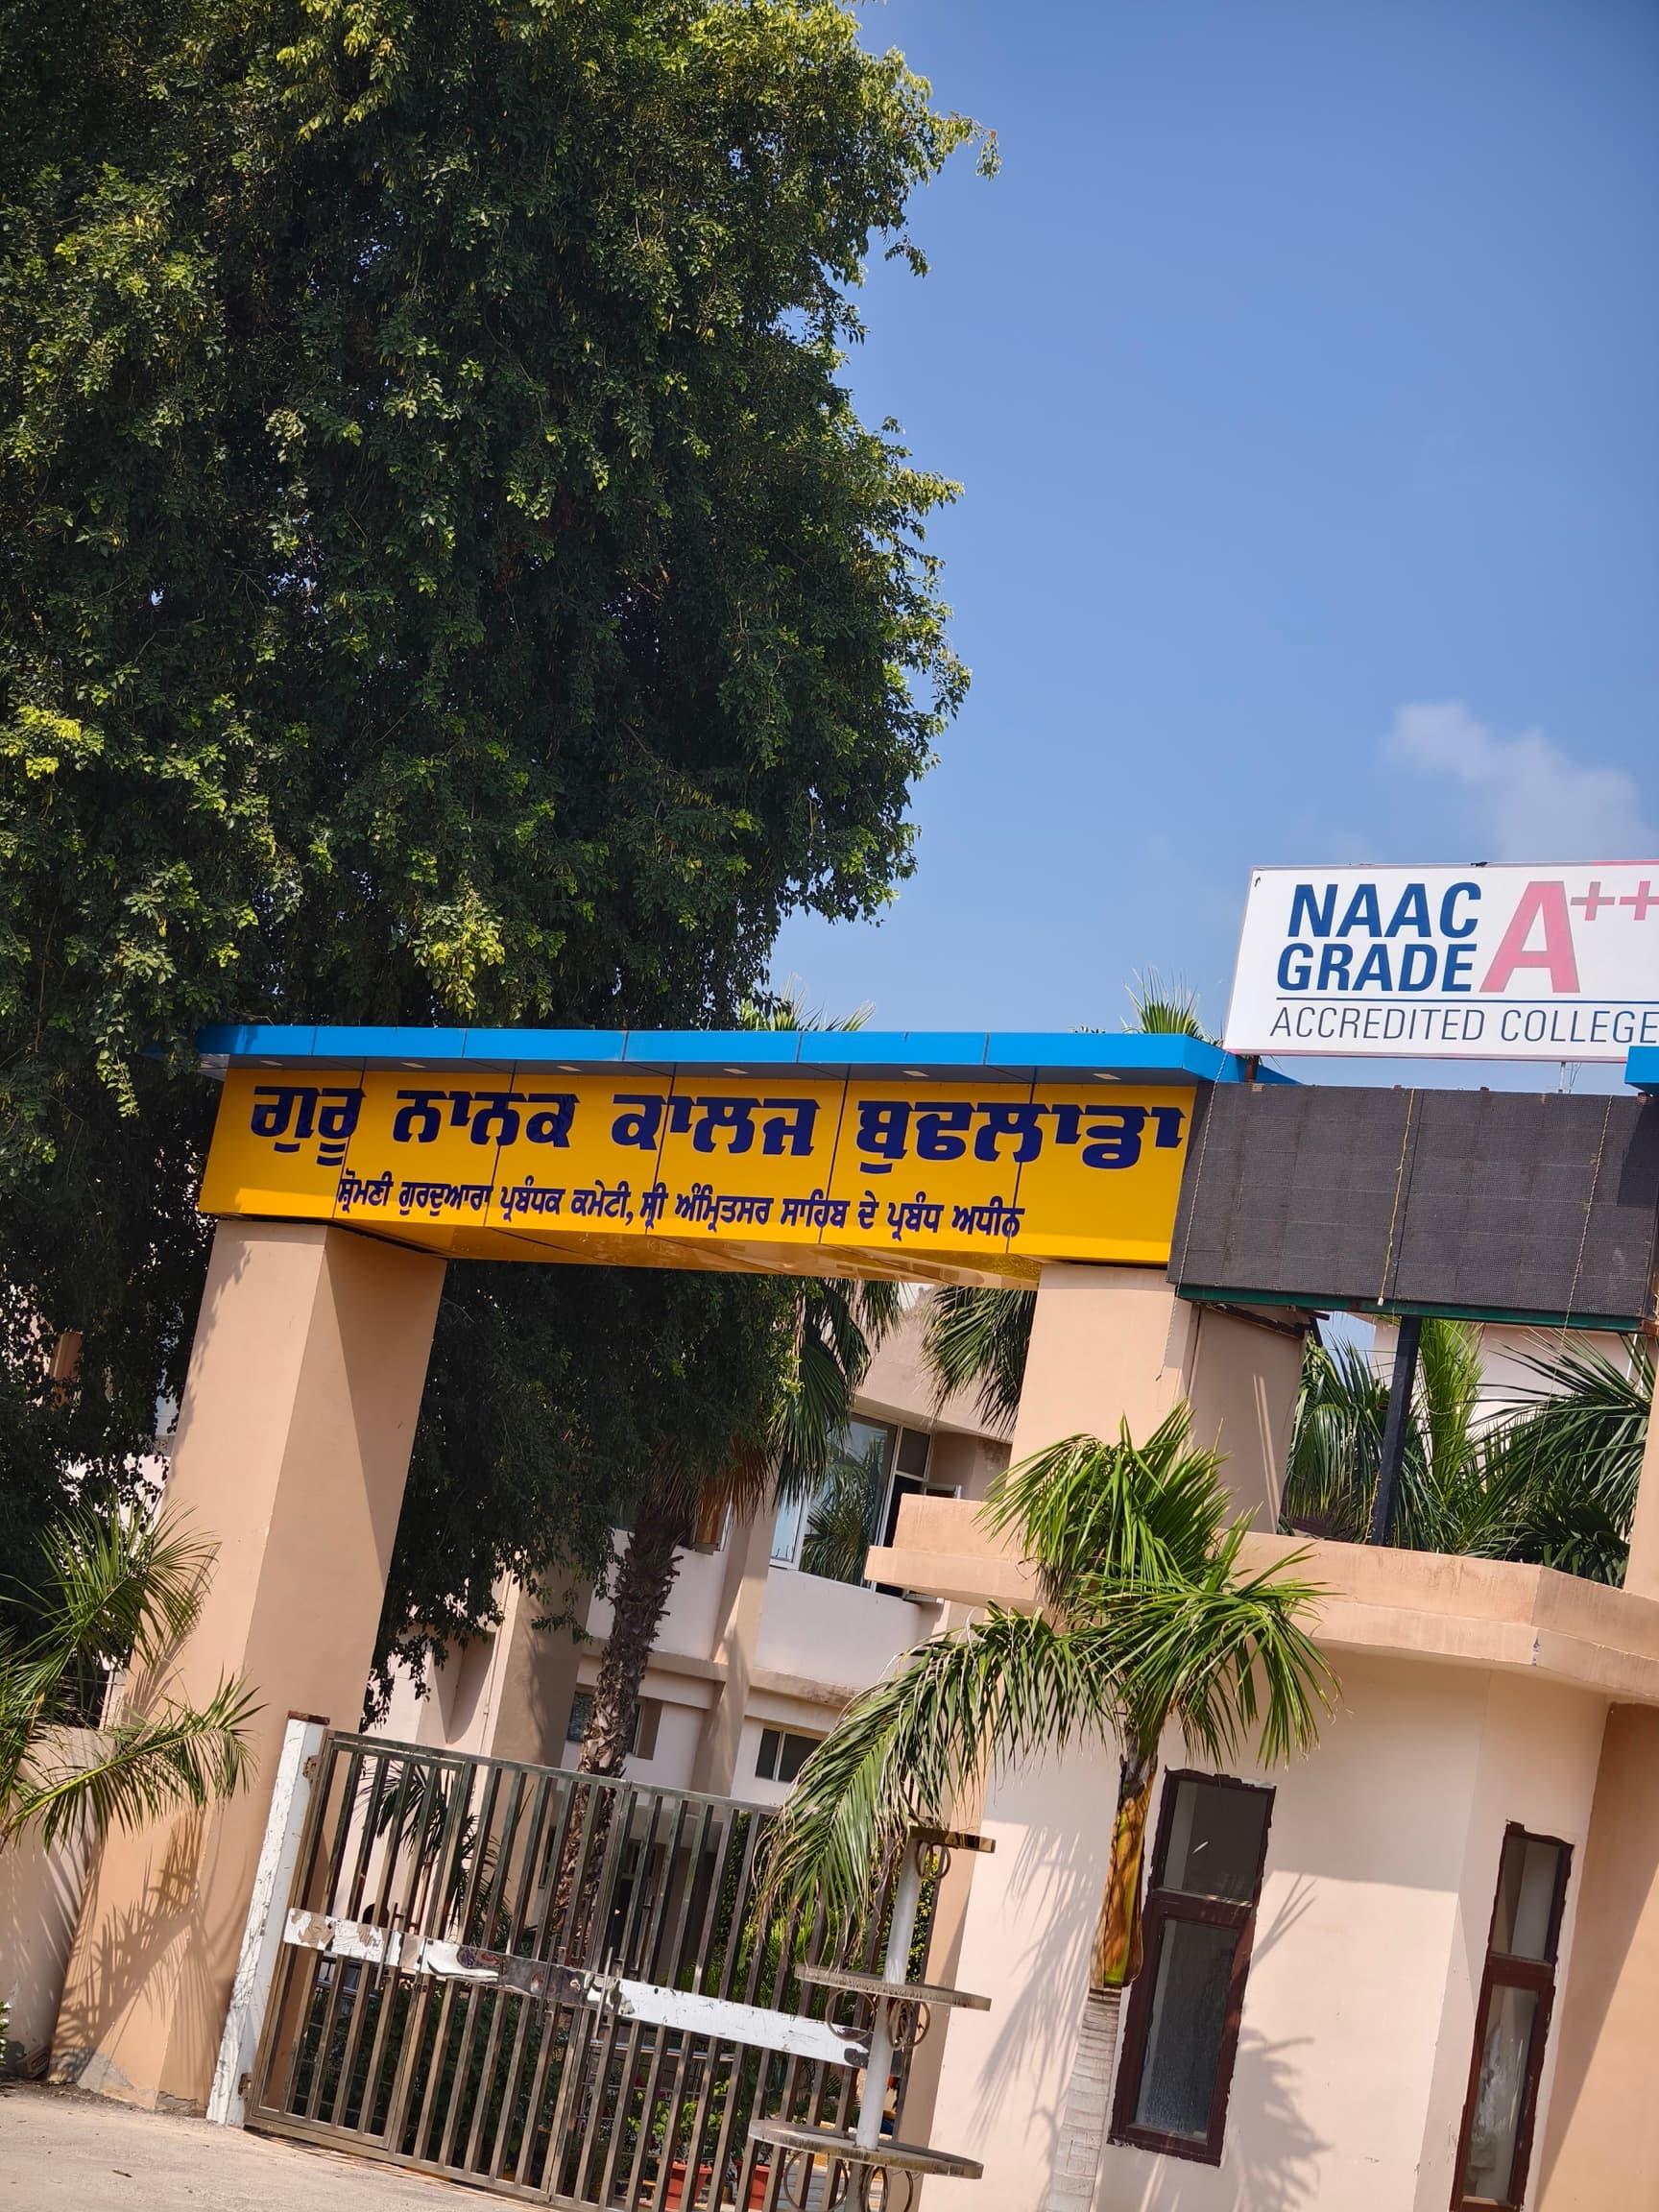 NAAC A++
GRADE
ACCREDITED COLLEGE
ਗੁਰੂ ਨਾਨਕ ਕਾਲਜ ਬੁਢਲਾਡਾ
ਸ਼੍ਰੋਮਣੀ ਗੁਰਦੁਆਰਾ ਪ੍ਰਬੰਧਕ ਕਮੇਟੀ, ਸ਼੍ਰੀ ਅੰਮ੍ਰਿਤਸਰ ਸਾਹਿਬ ਦੇ ਪ੍ਰਬੰਧ ਅਧੀਨ